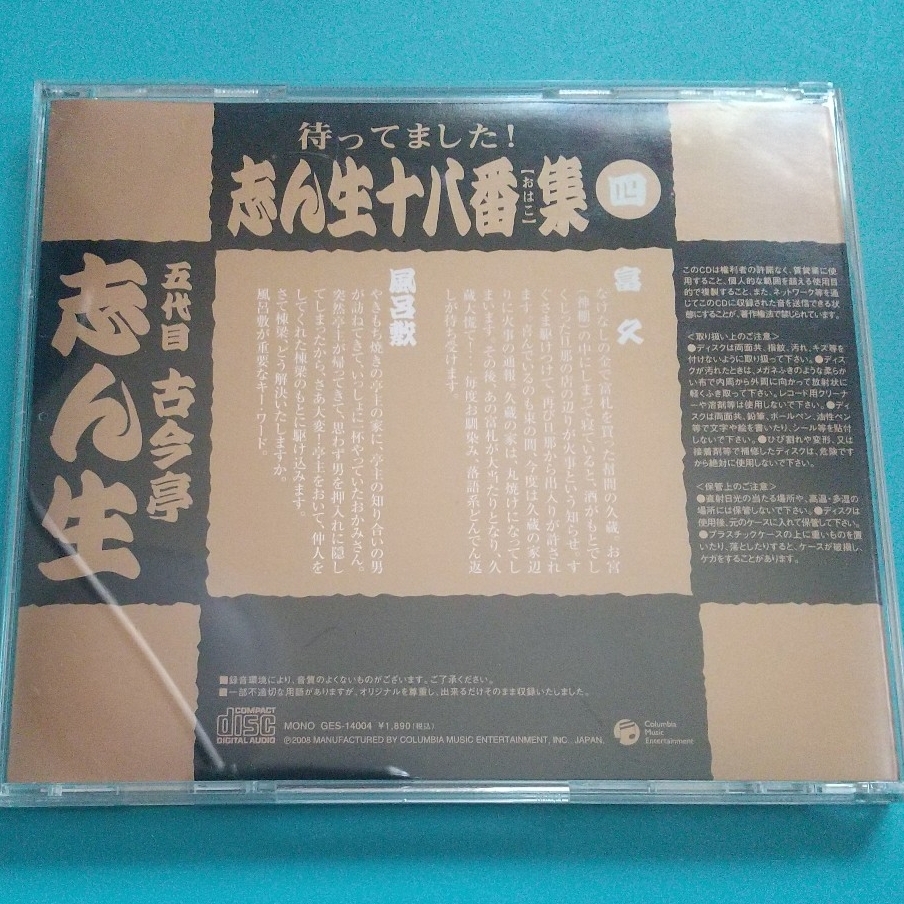 待ってました!
志ん生十八番【おはこ】集 四
五代目 古今亭
志ん生
富久
なけなしの金で富札を買った幇間の久蔵。お宮
(神棚)の中にしまって寝ていると、酒がもとでし
くじった旦那の店の辺りが火事という知らせ。す
ぐさま駆けつけて、再び旦那から出入りが許され
ます。喜んでいるのも束の間、今度は久蔵の家辺
りが火事の通報、久蔵の家は、丸焼けになってし
まいます。その後、あの富札が大当たりとなり、久
蔵大慌て!…毎度お馴染み、落語系どんでん返
しが待ち受けます。
風呂敷
やきもち焼きの亭主の家に、亭主の知り合いの男
が訪ねてきて、いっしょに一杯やっていたおかみさん。
突然亭主が帰ってきて、思わず男を押入れに隠し
てしまったから、さあ大変!亭主をおいて、仲人を
してくれた棟梁のもとに駆け込みます。
さて棟梁、どう解決いたしますか。
風呂敷が重要なキー・ワード。
このCDは権利者の許諾なく、賃貸業に使
用すること、個人的な範囲を超える使用目
的で複製すること、また、ネットワーク等を通
じてこのCDに収録された音を送信できる状
態にすることが、著作権法で禁じられています。
<取り扱い上のご注意>
●ディスクは両面共、指紋、汚れ、キズ等を
付けないように取り扱って下さい。●ディス
クが汚れたときは、メガネふきのような柔らか
い布で内周から外周に向かって放射状に
軽くふき取って下さい。レコード用クリーナ
ーや溶剤等は使用しないで下さい。●ディ
スクは両面共、鉛筆、ボールペン、油性ペン
等で文字や絵を書いたり、シール等を貼付
しないで下さい。●ひび割れや変形、又は
接着剤等で補修したディスクは、危険です
から絶対に使用しないで下さい。
<保管上のご注意>
●直射日光の当たる場所や、高温・多湿の
場所には保管しないで下さい。●ディスクは
使用後、元のケースに入れて保管して下さい。
●プラスチックケースの上に重いものを置
いたり、落としたりすると、ケースが破損し、
ケガをすることがあります。
■録音環境により、音質のよくないものがございます。ご了承ください。
■一部不適切な用語がありますが、オリジナルを尊重し、出来るだけそのまま収録いたしました。
COMPACT
disc
DIGITAL AUDIO
MONO GES-14004 ¥1,890(税込)
℗2008 MANUFACTURED BY COLUMBIA MUSIC ENTERTAINMENT, INC., JAPAN.
Columbia
Music
Entertainment